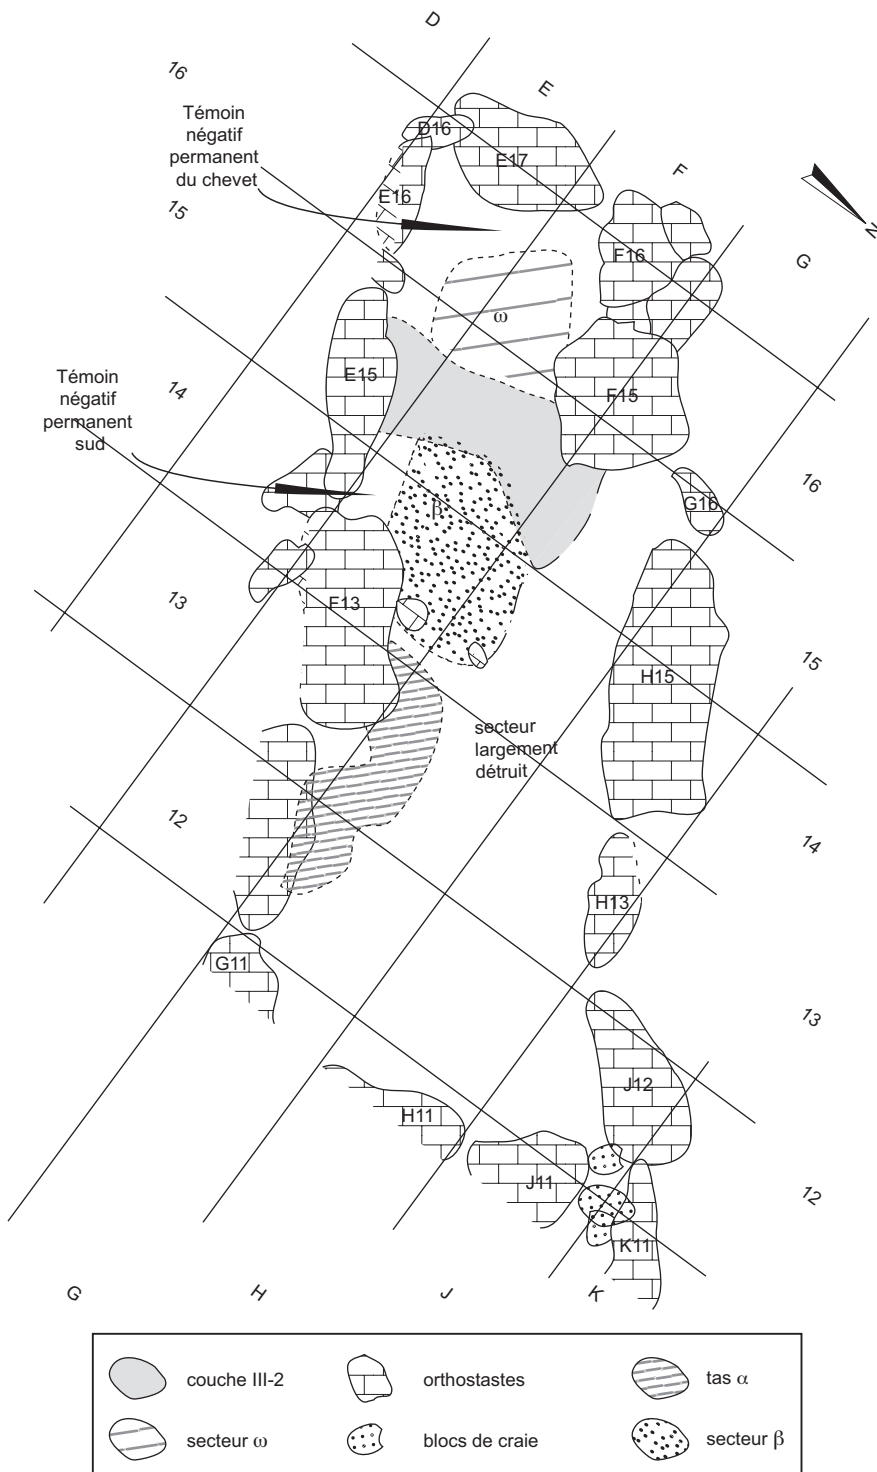 D
16
E
Témoin
négatif
permanent
du chevet
D16
E17
F
E16
15
N
F16
G
ω
Témoin
négatif
permanent
sud
E15
14
F15
16
G16
β
13
F13
15
H15
secteur
largement
détruit
12
14
H13
G11
13
J12
H11
J11
12
K11
G
H
J
K
couche III-2
orthostastes
tas α
secteur ω
blocs de craie
secteur β